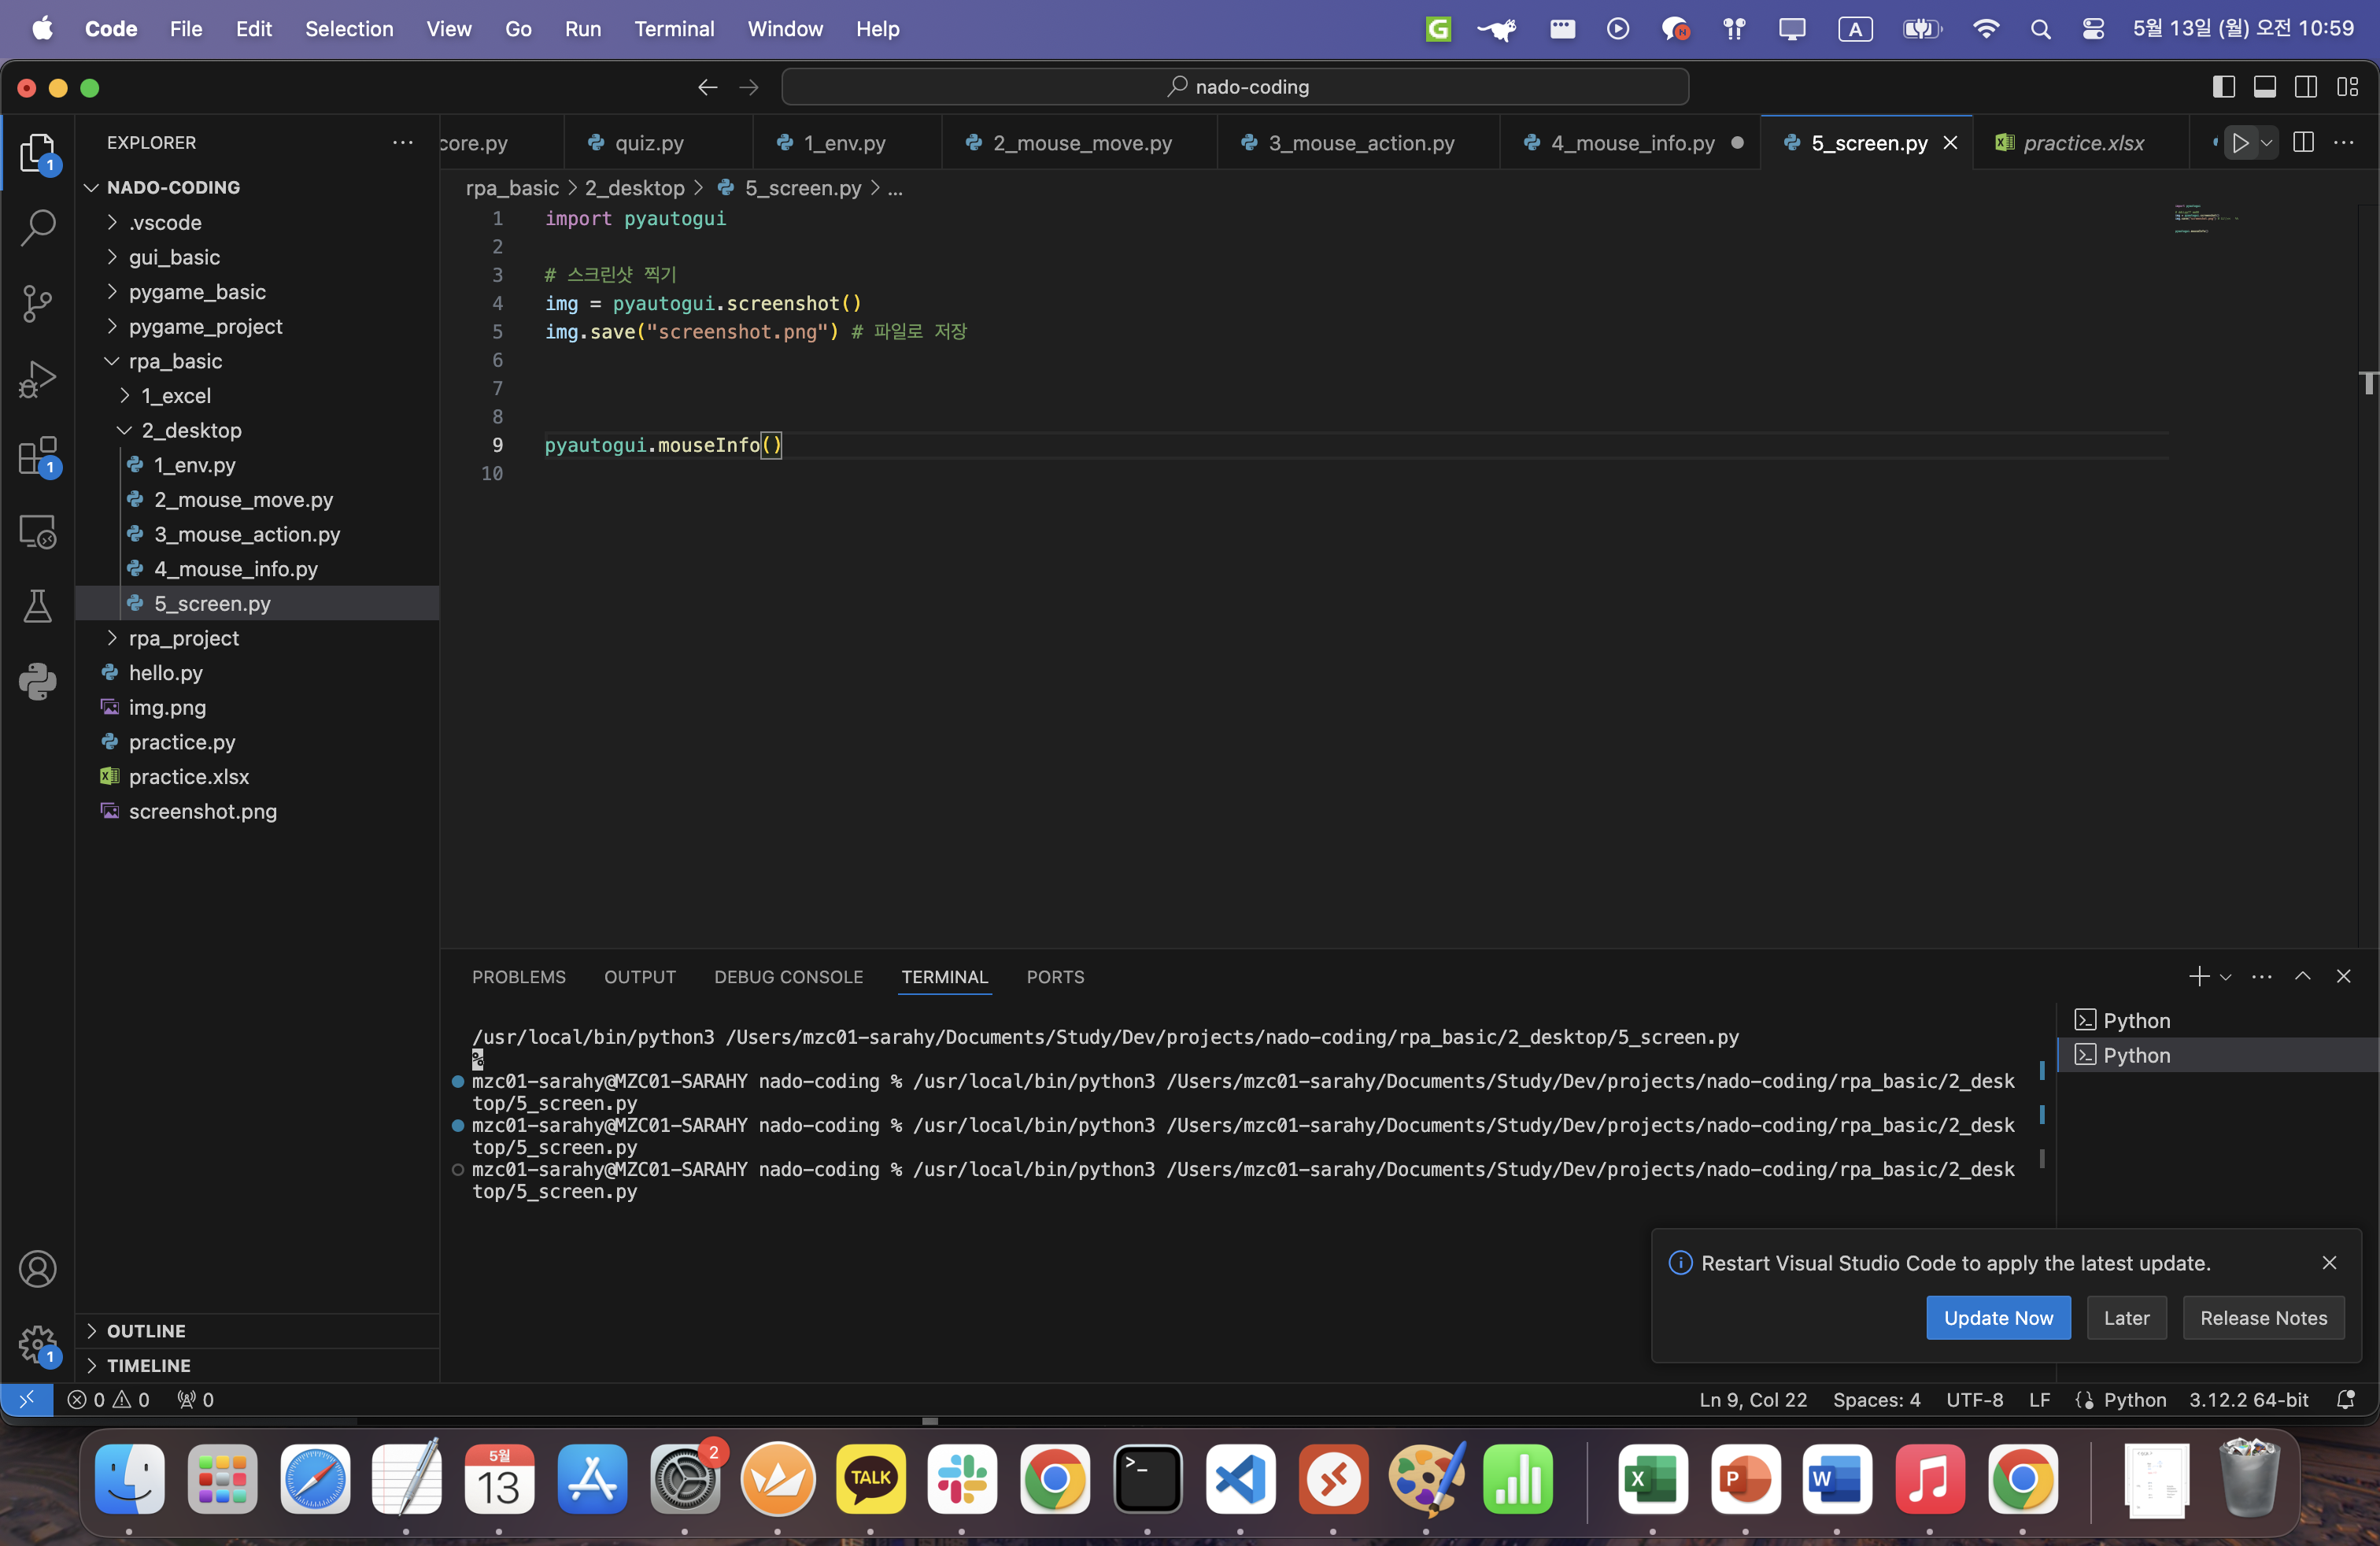 Code File Edit Selection View Go Run Terminal Window Help A 5월 13일 (월) 오전 10:59
nado-coding
EXPLORER
core.py quiz.py 1_env.py 2_mouse_move.py 3_mouse_action.py 4_mouse_info.py 5_screen.py practice.xlsx
rpa_basic > 2_desktop > 5_screen.py > ...
NADO-CODING
.vscode
gui_basic
pygame_basic
pygame_project
rpa_basic
1_excel
2_desktop
1_env.py
2_mouse_move.py
3_mouse_action.py
4_mouse_info.py
5_screen.py
rpa_project
hello.py
img.png
practice.py
practice.xlsx
screenshot.png
OUTLINE
TIMELINE
1 import pyautogui
2
3 # 스크린샷 찍기
4 img = pyautogui.screenshot()
5 img.save("screenshot.png") # 파일로 저장
6
7
8
9 pyautogui.mouseInfo()
10
PROBLEMS OUTPUT DEBUG CONSOLE TERMINAL PORTS
/usr/local/bin/python3 /Users/mzc01-sarahy/Documents/Study/Dev/projects/nado-coding/rpa_basic/2_desktop/5_screen.py
%
mzc01-sarahy@MZC01-SARAHY nado-coding % /usr/local/bin/python3 /Users/mzc01-sarahy/Documents/Study/Dev/projects/nado-coding/rpa_basic/2_desk
top/5_screen.py
mzc01-sarahy@MZC01-SARAHY nado-coding % /usr/local/bin/python3 /Users/mzc01-sarahy/Documents/Study/Dev/projects/nado-coding/rpa_basic/2_desk
top/5_screen.py
mzc01-sarahy@MZC01-SARAHY nado-coding % /usr/local/bin/python3 /Users/mzc01-sarahy/Documents/Study/Dev/projects/nado-coding/rpa_basic/2_desk
top/5_screen.py
Python
Python
Restart Visual Studio Code to apply the latest update.
Update Now Later Release Notes
0 0 0 Ln 9, Col 22 Spaces: 4 UTF-8 LF Python 3.12.2 64-bit
5월
13
2
TALK
X P W